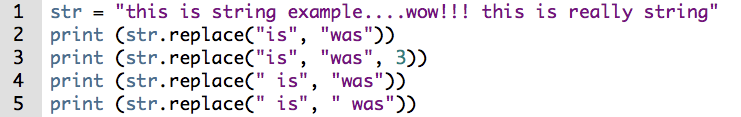 1 str = "this is string example....wow!!! this is really string"
2 print (str.replace("is", "was"))
3 print (str.replace("is", "was", 3))
4 print (str.replace(" is", "was"))
5 print (str.replace(" is", " was"))